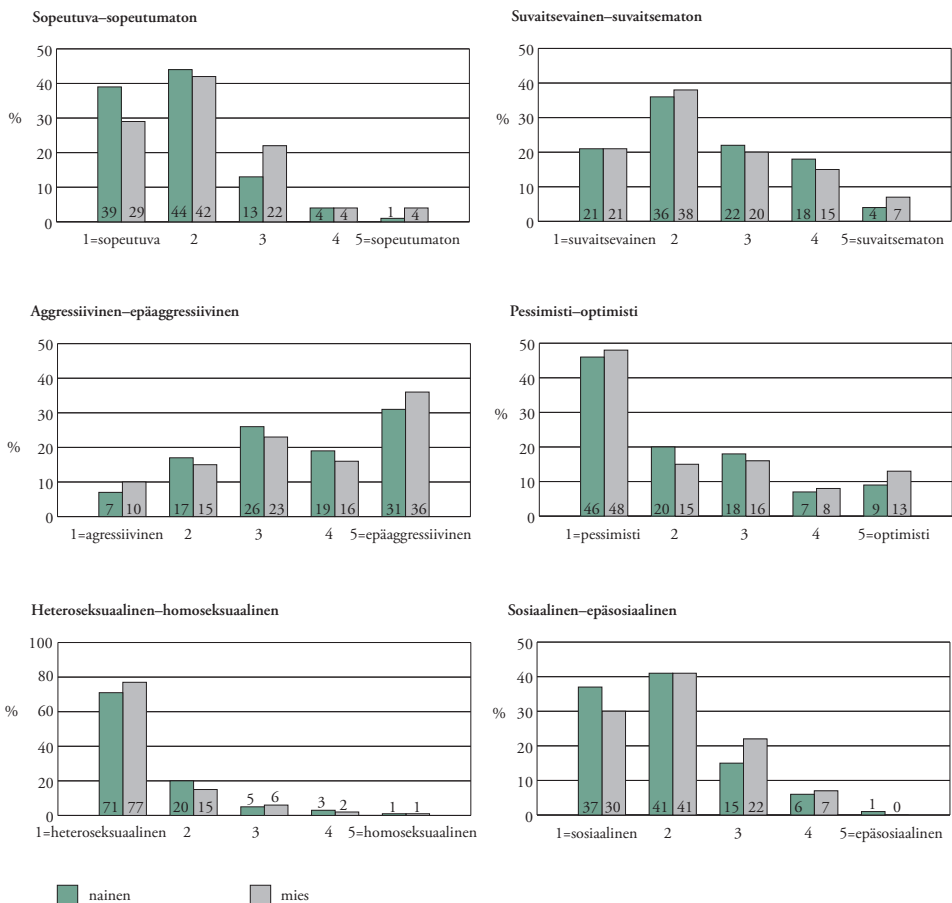 Sopeutuva–sopeutumaton
50
40
% 30
20
10
0
39 29 44 42 13 22 4 4 1 4
1=sopeutuva 2 3 4 5=sopeutumaton
Suvaitsevainen–suvaitsematon
50
40
% 30
20
10
0
21 21 36 38 22 20 18 15 4 7
1=suvaitsevainen 2 3 4 5=suvaitsematon
Aggressiivinen–epäaggressiivinen
50
40
30
% 20
10
0
7 10 17 15 26 23 19 16 31 36
1=agressiivinen 2 3 4 5=epäaggressiivinen
Pessimisti–optimisti
50
40
% 30
20
10
0
46 48 20 15 18 16 7 8 9 13
1=pessimisti 2 3 4 5=optimisti
Heteroseksuaalinen–homoseksuaalinen
100
80
% 60
40
20
0
71 77 20 15 5 6 3 2 1 1
1=heteroseksuaalinen 2 3 4 5=homoseksuaalinen
Sosiaalinen–epäsosiaalinen
50
40
% 30
20
10
0
37 30 41 41 15 22 6 7 1 0
1=sosiaalinen 2 3 4 5=epäsosiaalinen
nainen mies